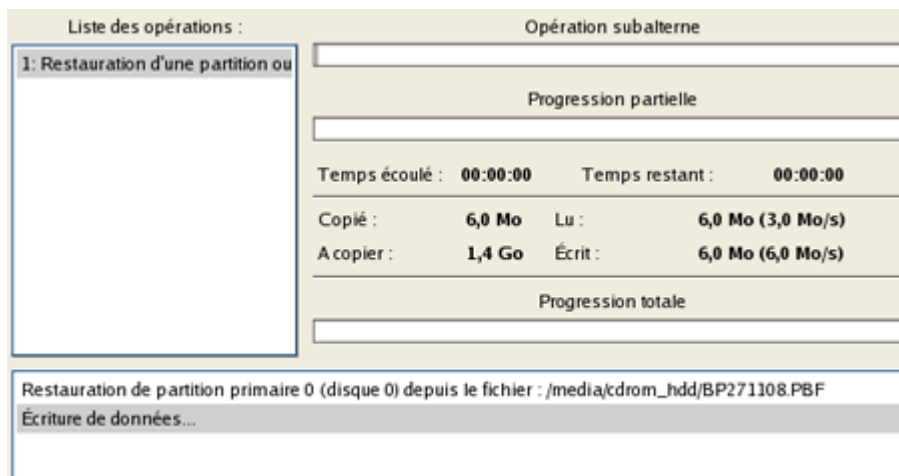 Liste des opérations :
1: Restauration d'une partition ou
Opération subalterne
Progression partielle
Temps écoulé : 00:00:00 Temps restant : 00:00:00
Copié : 6,0 Mo Lu : 6,0 Mo (3,0 Mo/s)
A copier : 1,4 Go Écrit : 6,0 Mo (6,0 Mo/s)
Progression totale
Restauration de partition primaire 0 (disque 0) depuis le fichier : /media/cdrom_hdd/BP271108.PBF
Écriture de données...